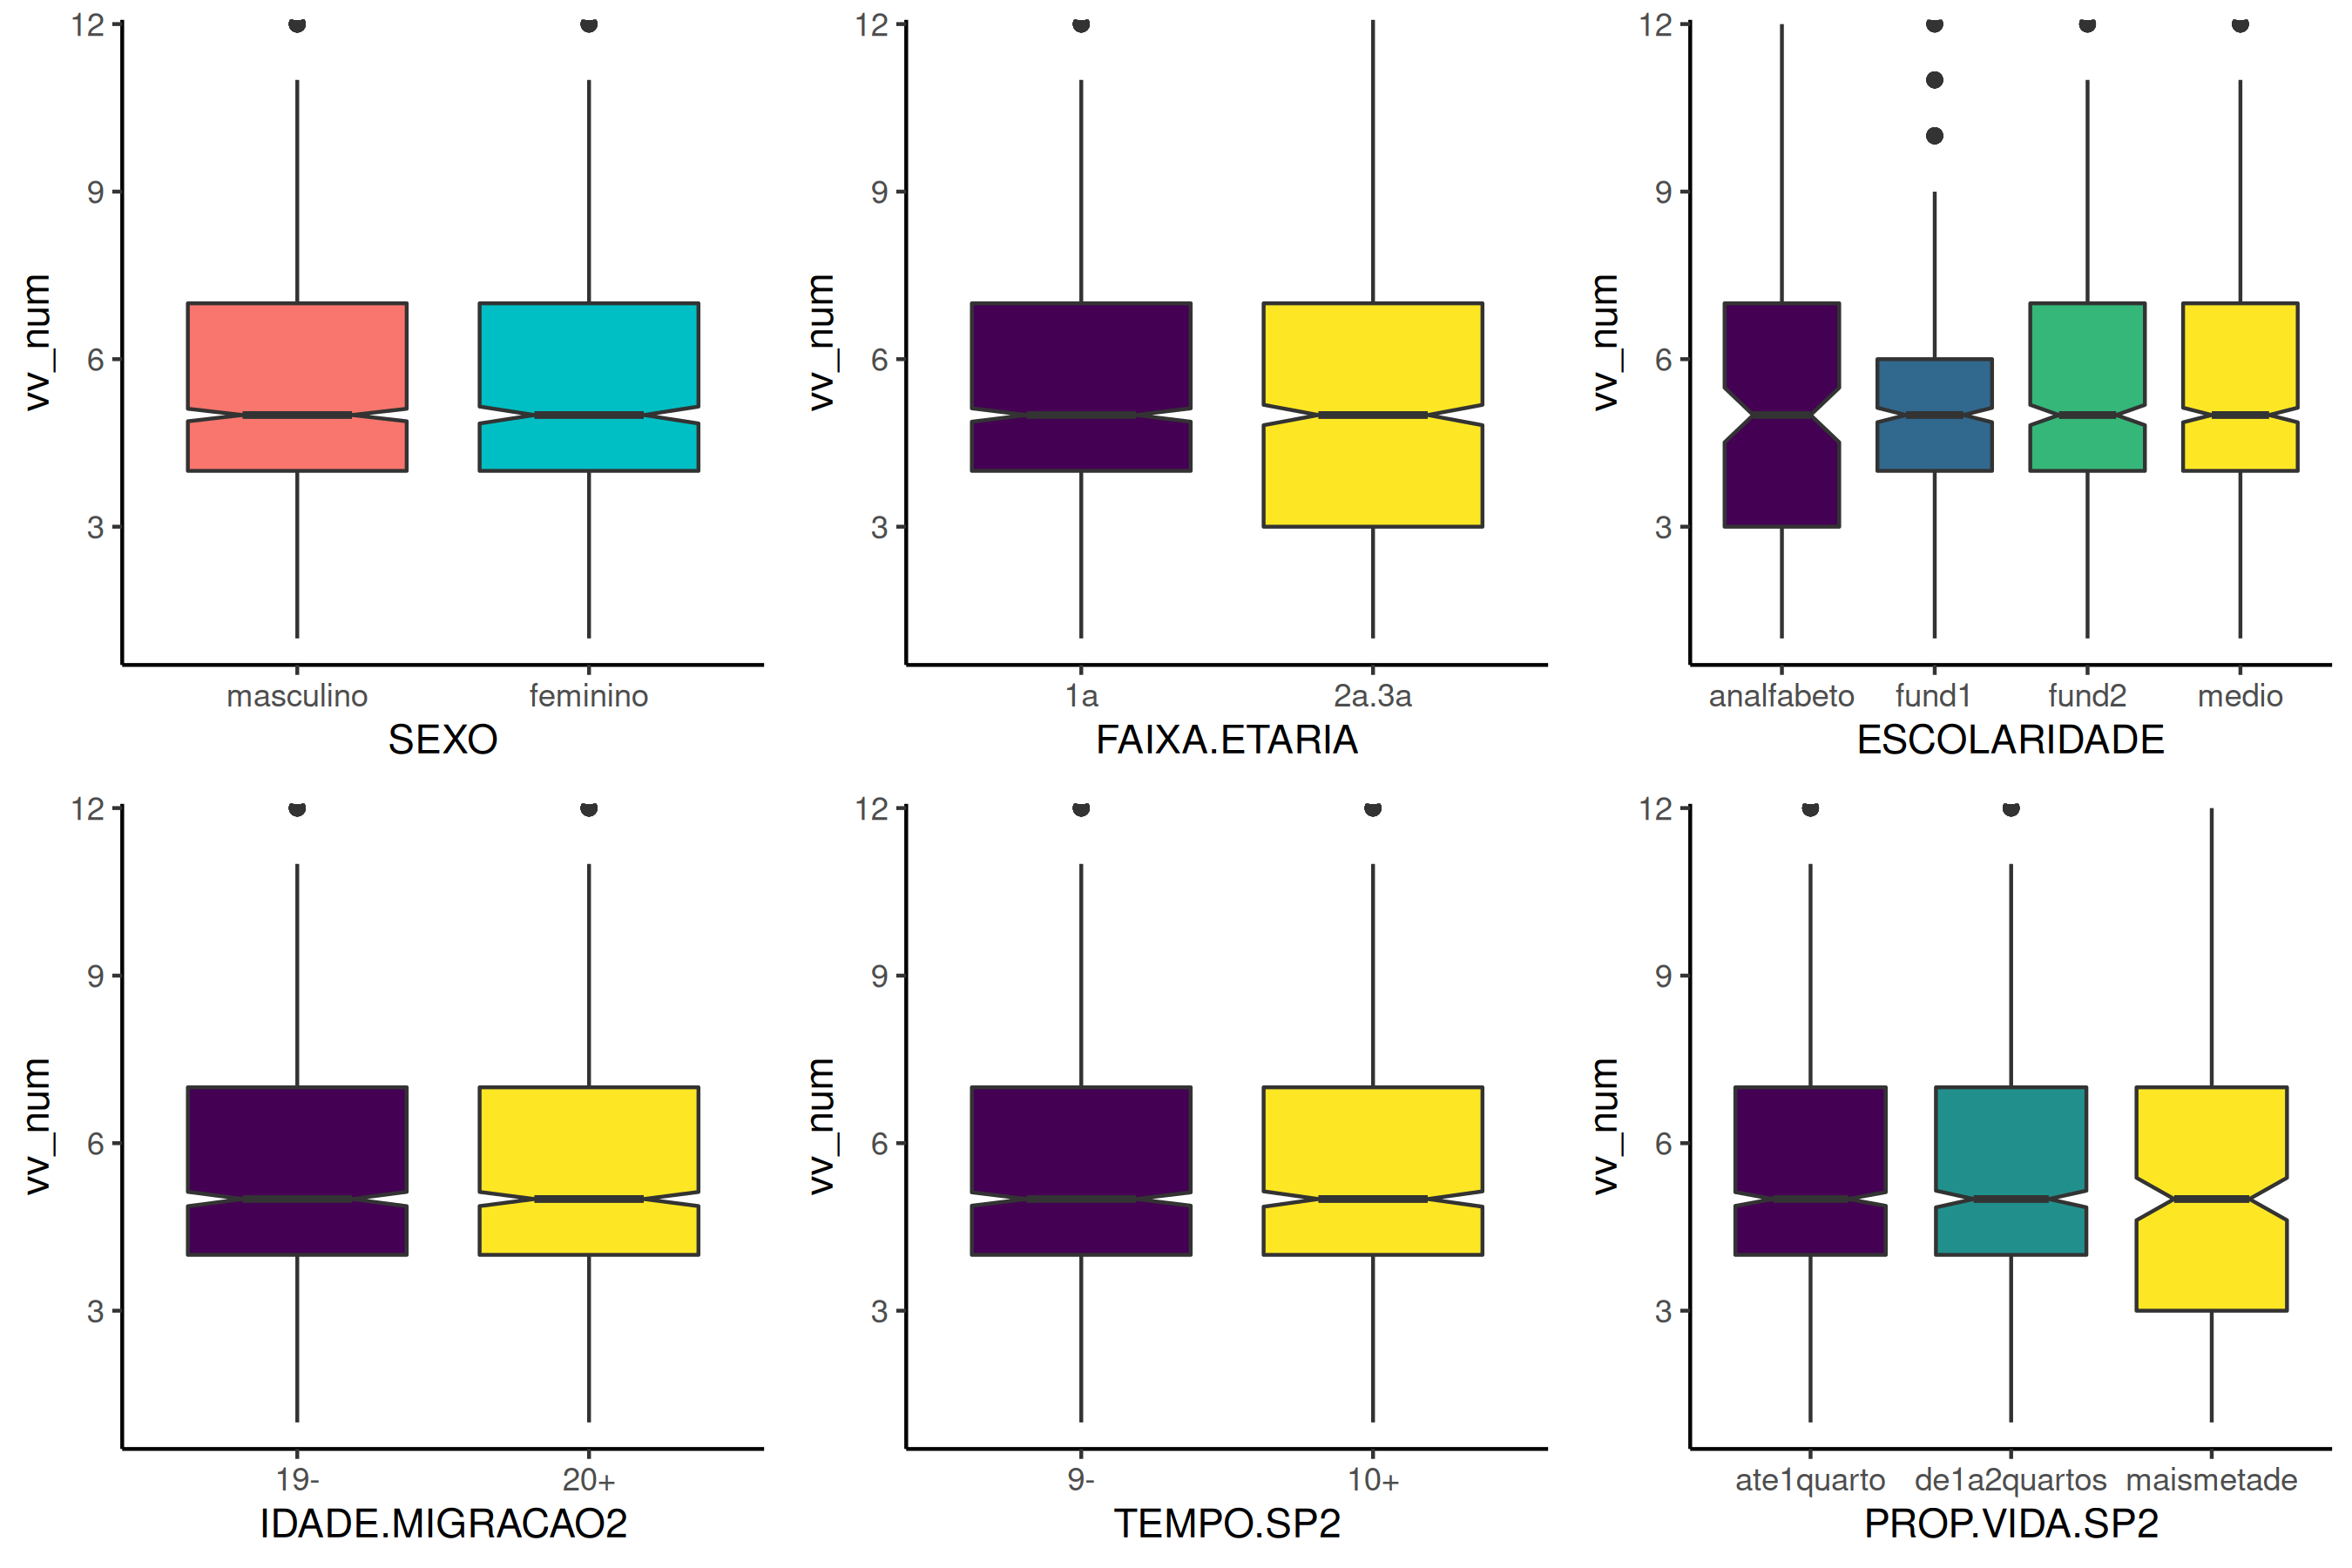 vv_num
12
9
6
3
masculino feminino
SEXO
vv_num
12
9
6
3
1a 2a.3a
FAIXA.ETARIA
vv_num
12
9
6
3
analfabeto fund1 fund2 medio
ESCOLARIDADE
vv_num
12
9
6
3
19- 20+
IDADE.MIGRACAO2
vv_num
12
9
6
3
9- 10+
TEMPO.SP2
vv_num
12
9
6
3
ate1quarto de1a2quartos maismetade
PROP.VIDA.SP2